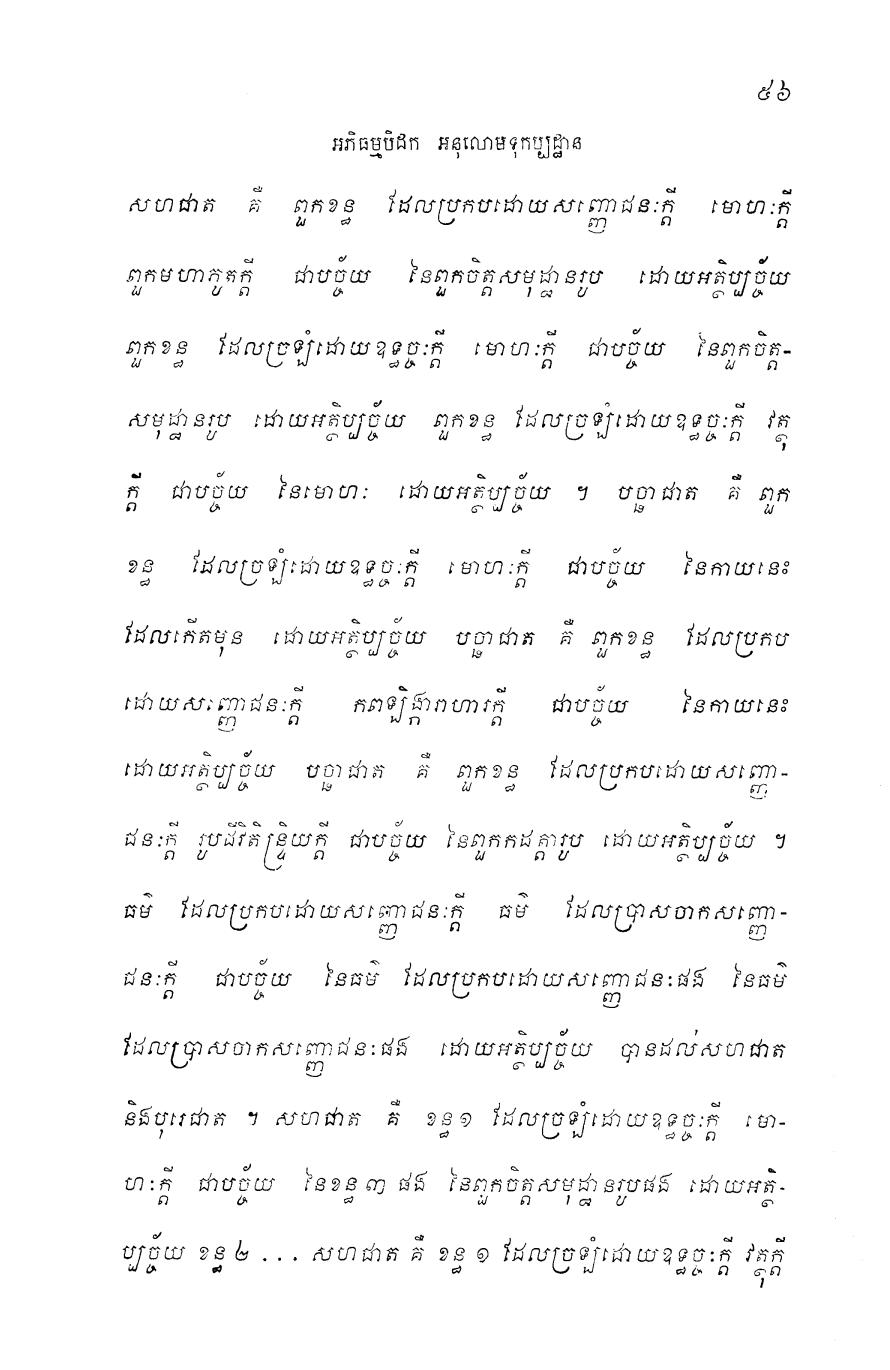 ៥៦
អភិធម្មបិដក អនុលោមទុកប្បដ្ឋាន
សហជាត គឺ ពួកខន្ធ ដែលប្រកបដោយសញ្ញោជនៈក្តី មោហៈក្តី
ពួកមហាភូតក្តី ជាបច្ច័យ នៃពួកចិត្តសមុដ្ឋានរូប ដោយអត្ថិប្បច្ច័យ
ពួកខន្ធ ដែលច្រឡំដោយឧទ្ធច្ចៈក្តី មោហៈក្តី ជាបច្ច័យ នៃពួកចិត្ត-
សមុដ្ឋានរូប ដោយអត្ថិប្បច្ច័យ ពួកខន្ធ ដែលច្រឡំដោយឧទ្ធច្ចៈក្តី វត្ថុ
ក្តី ជាបច្ច័យ នៃមោហៈ ដោយអត្ថិប្បច្ច័យ ។ បច្ឆាជាត គឺ ពួក
ខន្ធ ដែលច្រឡំដោយឧទ្ធច្ចៈក្តី មោហៈក្តី ជាបច្ច័យ នៃកាយនេះ
ដែលកើតមុន ដោយអត្ថិប្បច្ច័យ បច្ឆាជាត គឺ ពួកខន្ធ ដែលប្រកប
ដោយសញ្ញោជនៈក្តី កពឡិង្ការាហារក្តី ជាបច្ច័យ នៃកាយនេះ
ដោយអត្ថិប្បច្ច័យ បច្ឆាជាត គឺ ពួកខន្ធ ដែលប្រកបដោយសញ្ញោ-
ជនៈក្តី រូបជីវិតិន្ទ្រិយក្តី ជាបច្ច័យ នៃពួកកដត្តារូប ដោយអត្ថិប្បច្ច័យ ។
ធម៌ ដែលប្រកបដោយសញ្ញោជនៈក្តី ធម៌ ដែលប្រាសចាកសញ្ញោ-
ជនៈក្តី ជាបច្ច័យ នៃធម៌ ដែលប្រកបដោយសញ្ញោជនៈផង នៃធម៌
ដែលប្រាសចាកសញ្ញោជនៈផង ដោយអត្ថិប្បច្ច័យ បានដល់សហជាត
និងបុរេជាត ។ សហជាត គឺ ខន្ធ១ ដែលច្រឡំដោយឧទ្ធច្ចៈក្តី មោ-
ហៈក្តី ជាបច្ច័យ នៃខន្ធ៣ ផង នៃពួកចិត្តសមុដ្ឋានរូបផង ដោយអត្ថិ-
ប្បច្ច័យ ខន្ធ២ ... សហជាត គឺ ខន្ធ១ ដែលច្រឡំដោយឧទ្ធច្ចៈក្តី វត្ថុក្តី